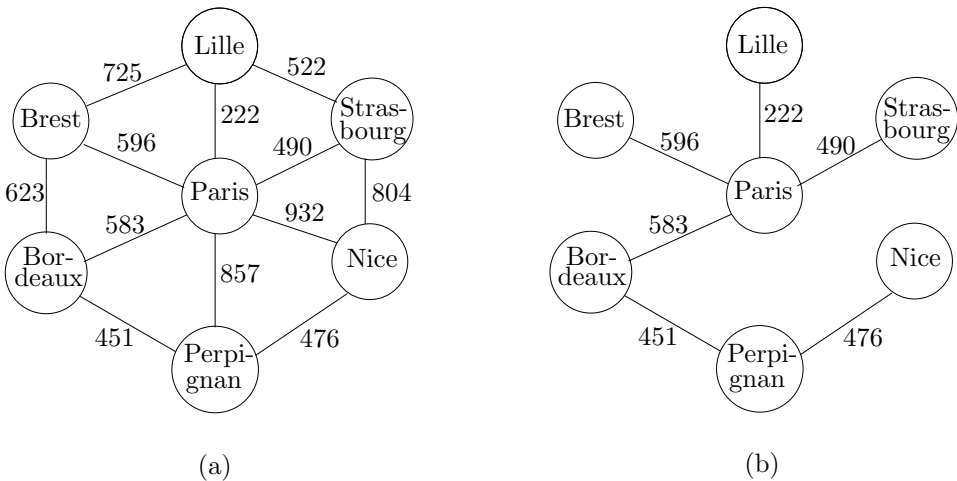 Lille
725
522
Brest
Stras-
bourg
222
596
490
Paris
623
804
583
932
Bor-
deaux
Nice
857
451
476
Perpi-
gnan
(a)
Lille
Brest
Stras-
bourg
222
596
490
Paris
583
Bor-
deaux
Nice
451
476
Perpi-
gnan
(b)